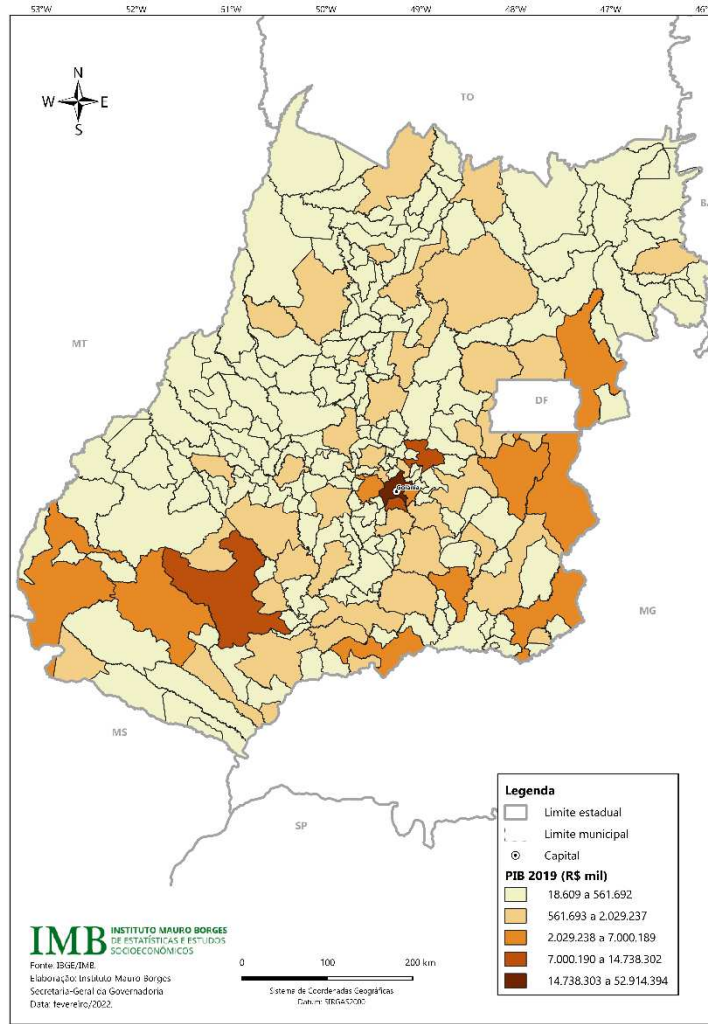 53°W 52°W 51°W 50°W 49°W 48°W 47°W
N
W E
S
TO
MT
DF
Goiânia
MG
MS
SP
Legenda
Limite estadual
Limite municipal
Capital
PIB 2019 (R$ mil)
18.609 a 561.692
561.693 a 2.029.237
2.029.238 a 7.000.189
7.000.190 a 14.738.302
14.738.303 a 52.914.394
IMB INSTITUTO MAURO BORGES
DE ESTATÍSTICAS E ESTUDOS
SOCIOECONÔMICOS
Fonte: IBGE/IMB.
Elaboração: Instituto Mauro Borges
Secretaria-Geral da Governadoria
Data: fevereiro/2022.
0 100 200 km
Sistema de Coordenadas Geográficas
Datum: SIRGAS2000